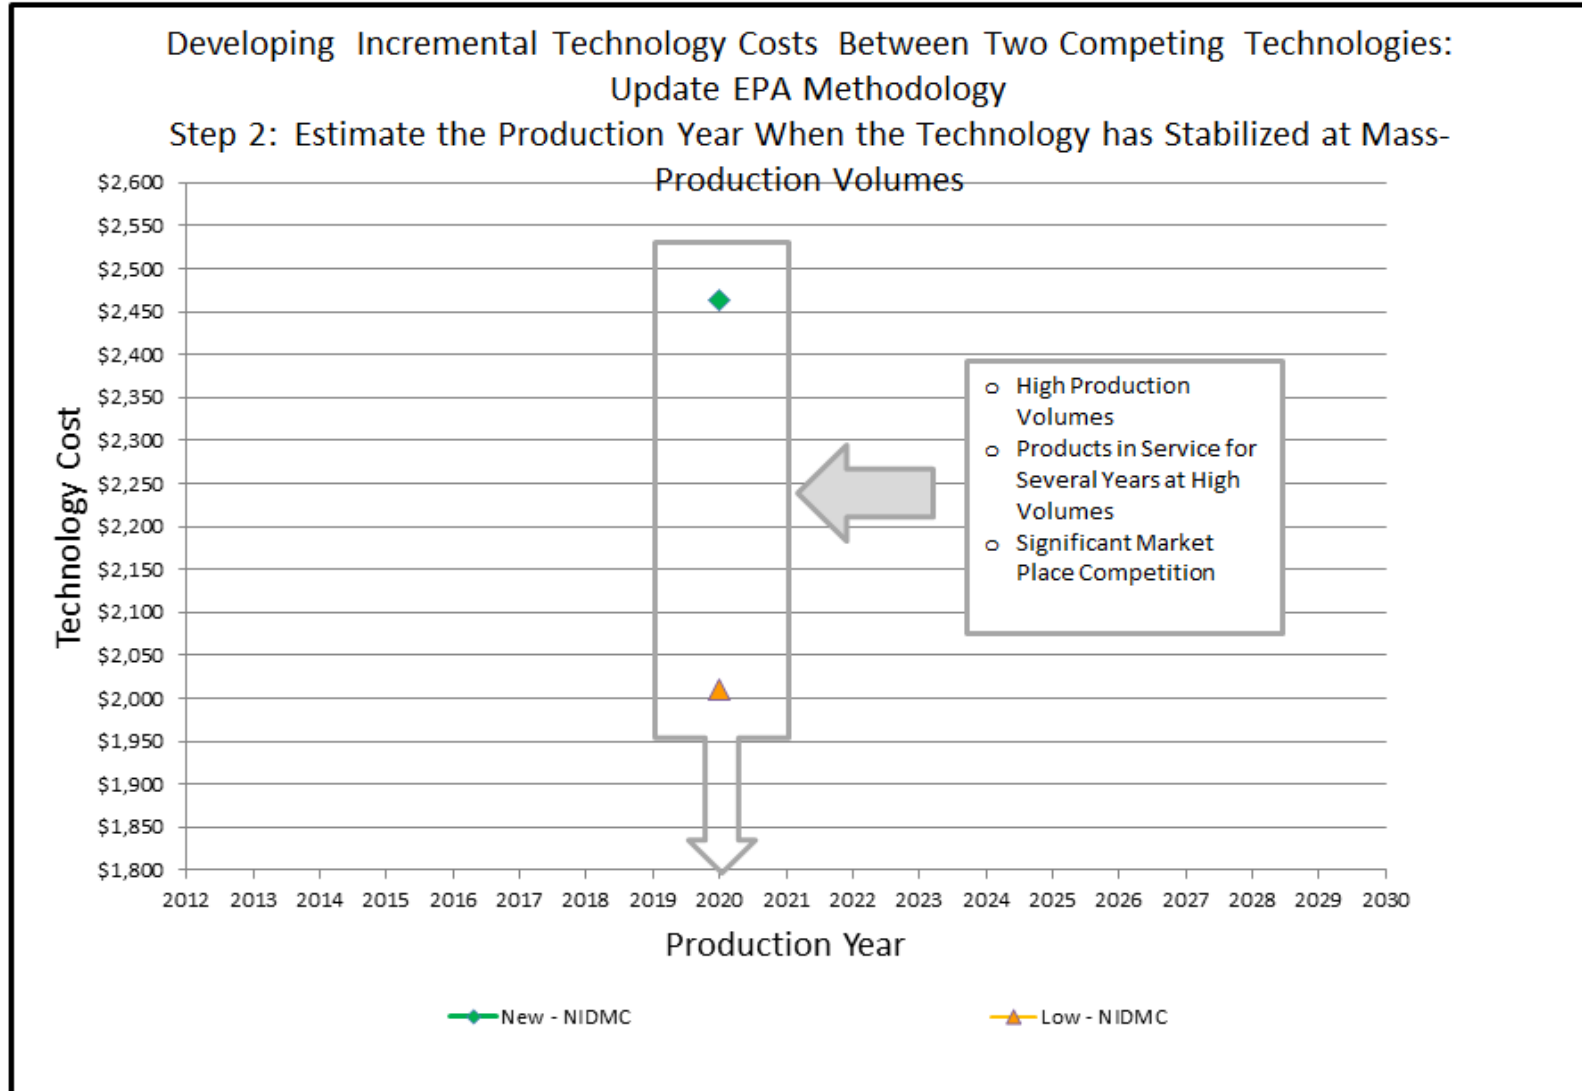 Developing Incremental Technology Costs Between Two Competing Technologies:
Update EPA Methodology
Step 2: Estimate the Production Year When the Technology has Stabilized at Mass-
Production Volumes
$2,600
$2,550
$2,500
$2,450
$2,400
$2,350
$2,300
$2,250
$2,200
$2,150
$2,100
$2,050
$2,000
$1,950
$1,900
$1,850
$1,800
Technology Cost
o High Production
Volumes
o Products in Service for
Several Years at High
Volumes
o Significant Market
Place Competition
2012 2013 2014 2015 2016 2017 2018 2019 2020 2021 2022 2023 2024 2025 2026 2027 2028 2029 2030
Production Year
New - NIDMC
Low - NIDMC